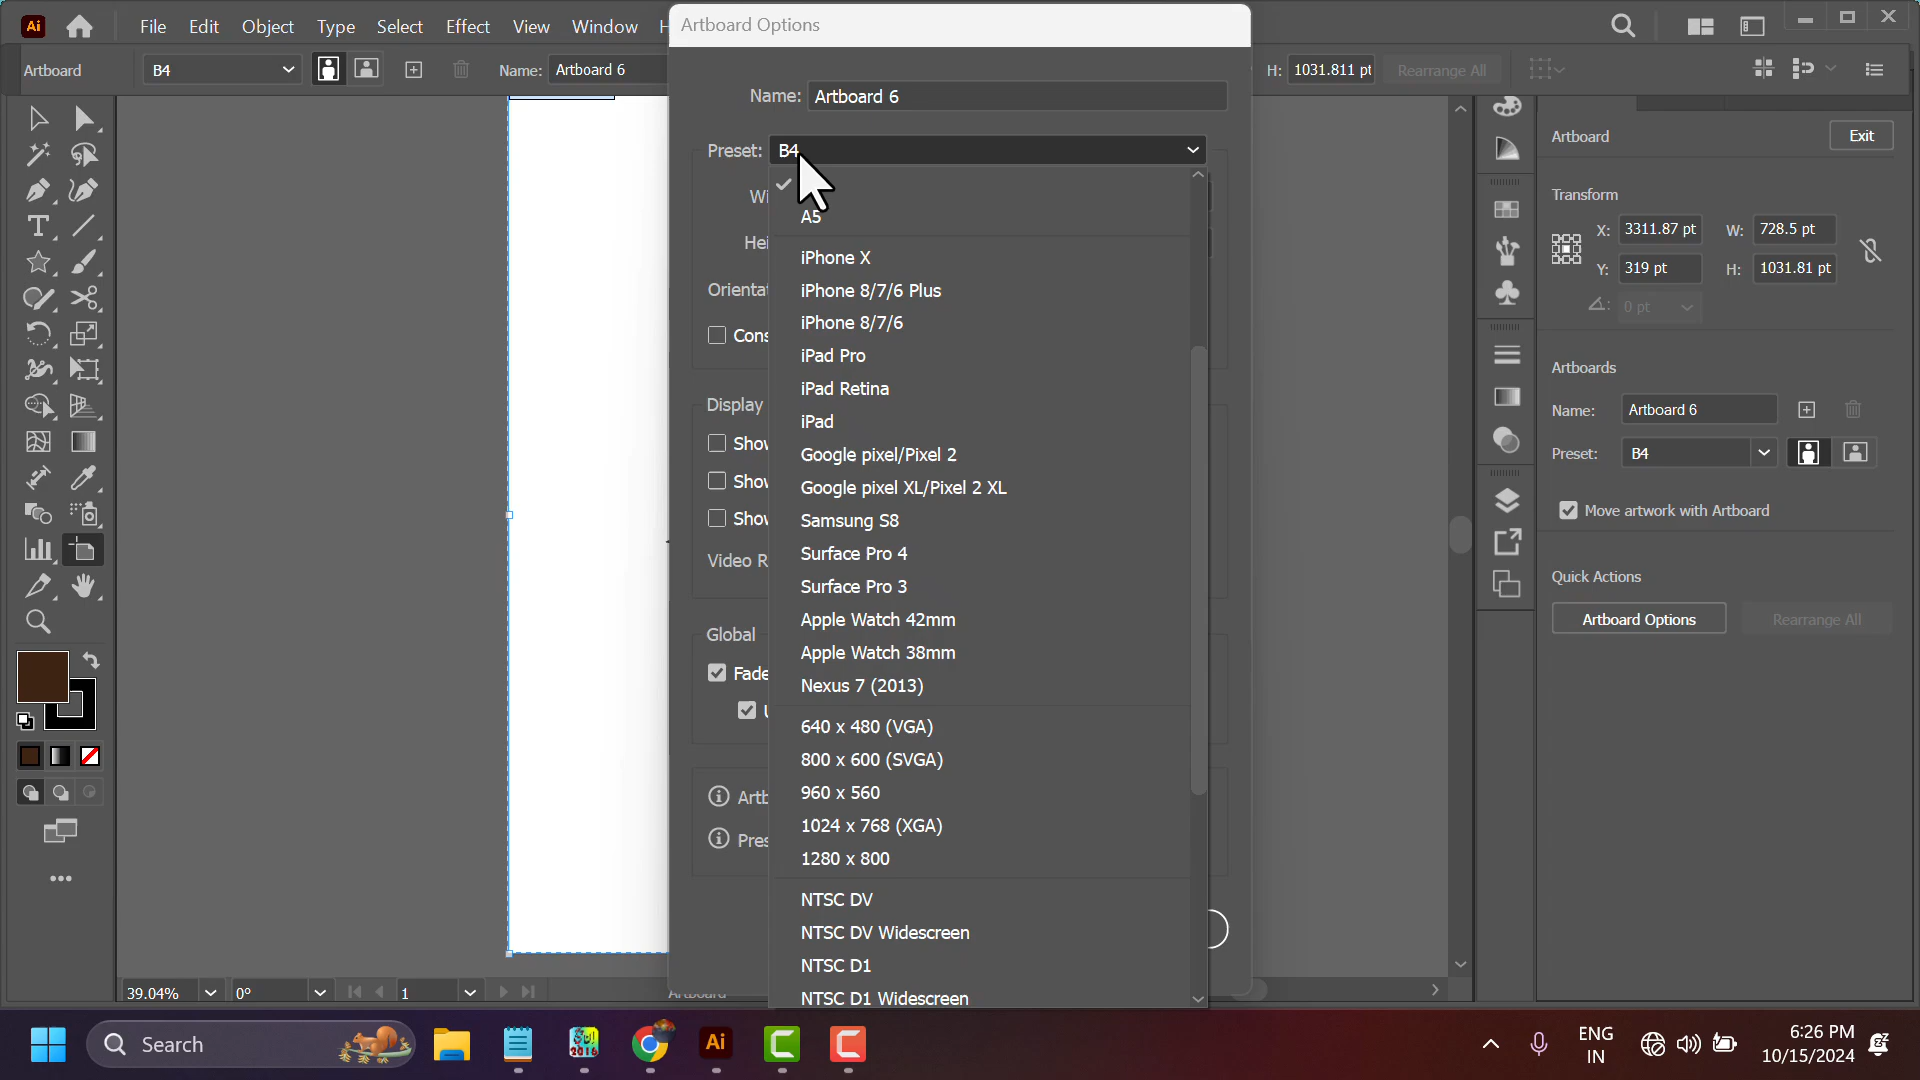 Artboard Options
Ai File Edit Object Type Select Effect View Window H
Artboard B4 Name: Artboard 6 H: 1031.811 pt Rearrange All
Name: Artboard 6
Preset: B4
Wi
A5
Hei
iPhone X
Orientat iPhone 8/7/6 Plus
iPhone 8/7/6
Cons
iPad Pro
iPad Retina
Display
iPad
Show
Google pixel/Pixel 2
Show Google pixel XL/Pixel 2 XL
Show Samsung S8
Video R Surface Pro 4
Surface Pro 3
Apple Watch 42mm
Global
Apple Watch 38mm
Fade
Nexus 7 (2013)
U
640 x 480 (VGA)
800 x 600 (SVGA)
Artb 960 x 560
1024 x 768 (XGA)
Pres
1280 x 800
NTSC DV
NTSC DV Widescreen
NTSC D1
NTSC D1 Widescreen
Artboard Exit
Transform
X: 3311.87 pt W: 728.5 pt
Y: 319 pt H: 1031.81 pt
0 pt
Artboards
Name: Artboard 6
Preset: B4
Move artwork with Artboard
Quick Actions
Artboard Options Rearrange All
39.04% 0° 1 Artboard
Search 2016 Ai ENG
IN
6:26 PM
10/15/2024